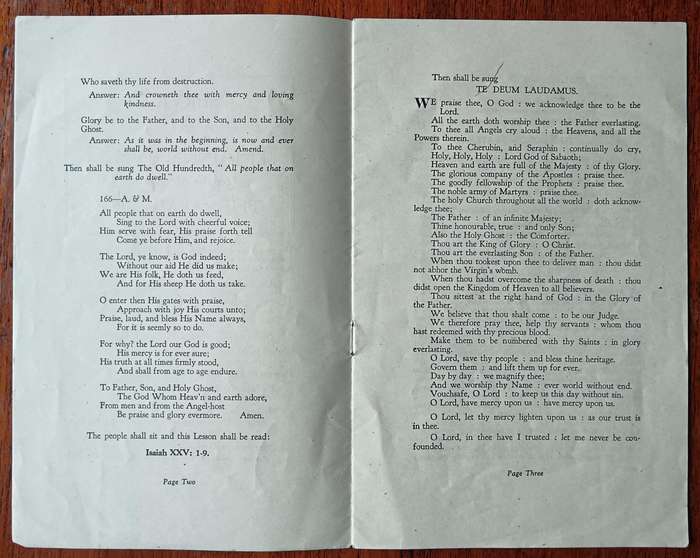 Who saveth thy life from destruction.
Answer: And crowneth thee with mercy and loving
kindness.
Glory be to the Father, and to the Son, and to the Holy
Ghost.
Answer: As it was in the beginning, is now and ever
shall be, world without end. Amend.
Then shall be sung The Old Hundredth, "All people that on
earth do dwell."
166—A. & M.
All people that on earth do dwell,
Sing to the Lord with cheerful voice;
Him serve with fear, His praise forth tell
Come ye before Him, and rejoice.
The Lord, ye know, is God indeed;
Without our aid He did us make;
We are His folk, He doth us feed,
And for His sheep He doth us take.
O enter then His gates with praise,
Approach with joy His courts unto;
Praise, laud, and bless His Name always,
For it is seemly so to do.
For why? the Lord our God is good;
His mercy is for ever sure;
His truth at all times firmly stood,
And shall from age to age endure.
To Father, Son, and Holy Ghost,
The God Whom Heav'n and earth adore,
From men and from the Angel-host
Be praise and glory evermore. Amen.
The people shall sit and this Lesson shall be read:
Isaiah XXV: 1-9.
Page Two
Then shall be sung
TE DEUM LAUDAMUS.
WE praise thee, O God : we acknowledge thee to be the
Lord.
All the earth doth worship thee : the Father everlasting.
To thee all Angels cry aloud : the Heavens, and all the
Powers therein.
To thee Cherubin, and Seraphin : continually do cry,
Holy, Holy, Holy : Lord God of Sabaoth;
Heaven and earth are full of the Majesty : of thy Glory.
The glorious company of the Apostles : praise thee.
The goodly fellowship of the Prophets : praise thee.
The noble army of Martyrs : praise thee.
The holy Church throughout all the world : doth acknow-
ledge thee;
The Father : of an infinite Majesty;
Thine honourable, true : and only Son;
Also the Holy Ghost : the Comforter.
Thou art the King of Glory : O Christ.
Thou art the everlasting Son : of the Father.
When thou tookest upon thee to deliver man : thou didst
not abhor the Virgin's womb.
When thou hadst overcome the sharpness of death : thou
didst open the Kingdom of Heaven to all believers.
Thou sittest at the right hand of God : in the Glory of
the Father.
We believe that thou shalt come : to be our Judge.
We therefore pray thee, help thy servants : whom thou
hast redeemed with thy precious blood.
Make them to be numbered with thy Saints : in glory
everlasting.
O Lord, save thy people : and bless thine heritage.
Govern them : and lift them up for ever.
Day by day : we magnify thee;
And we worship thy Name : ever world without end.
Vouchsafe, O Lord : to keep us this day without sin.
O Lord, have mercy upon us : have mercy upon us.
O Lord, let thy mercy lighten upon us : as our trust is
in thee.
O Lord, in thee have I trusted : let me never be con-
founded.
Page Three